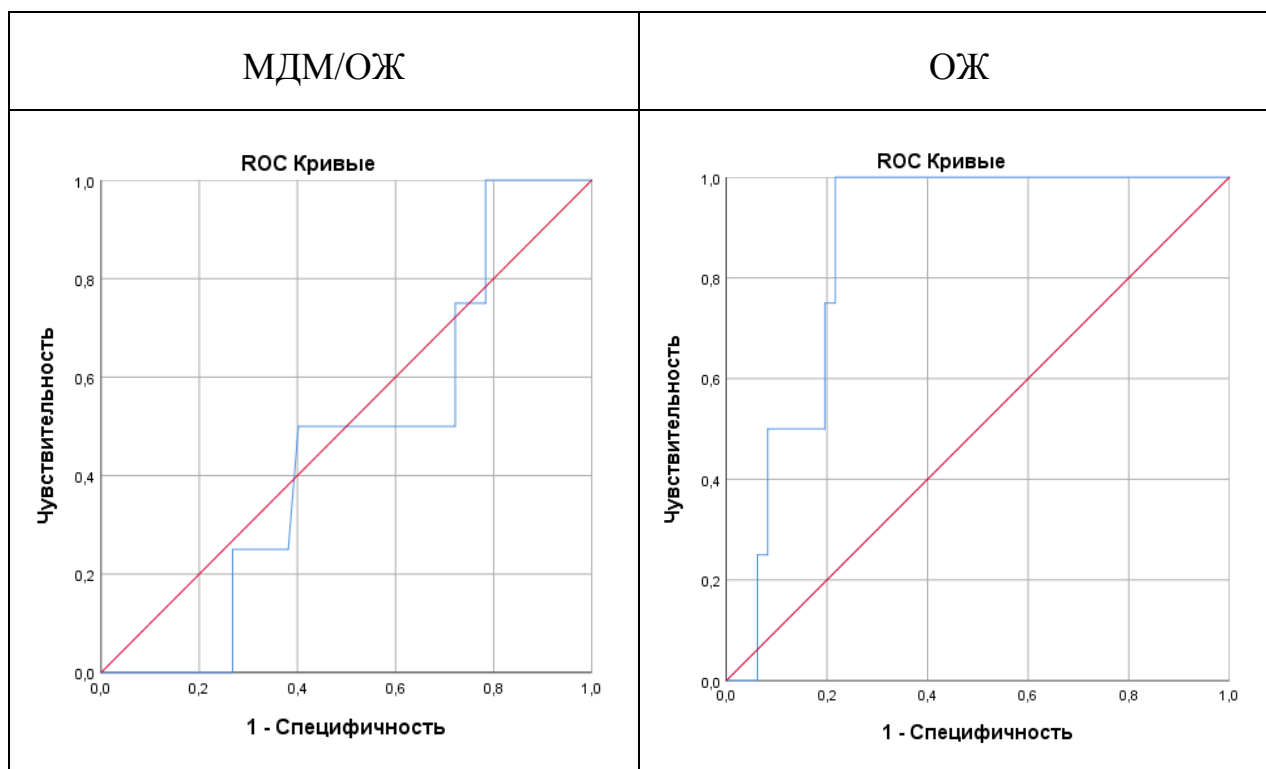 МДМ/ОЖ
ОЖ
ROC Кривые
Чувствительность
1,0
0,8
0,6
0,4
0,2
0,0
0,0 0,2 0,4 0,6 0,8 1,0
1 - Специфичность
ROC Кривые
Чувствительность
1,0
0,8
0,6
0,4
0,2
0,0
0,0 0,2 0,4 0,6 0,8 1,0
1 - Специфичность